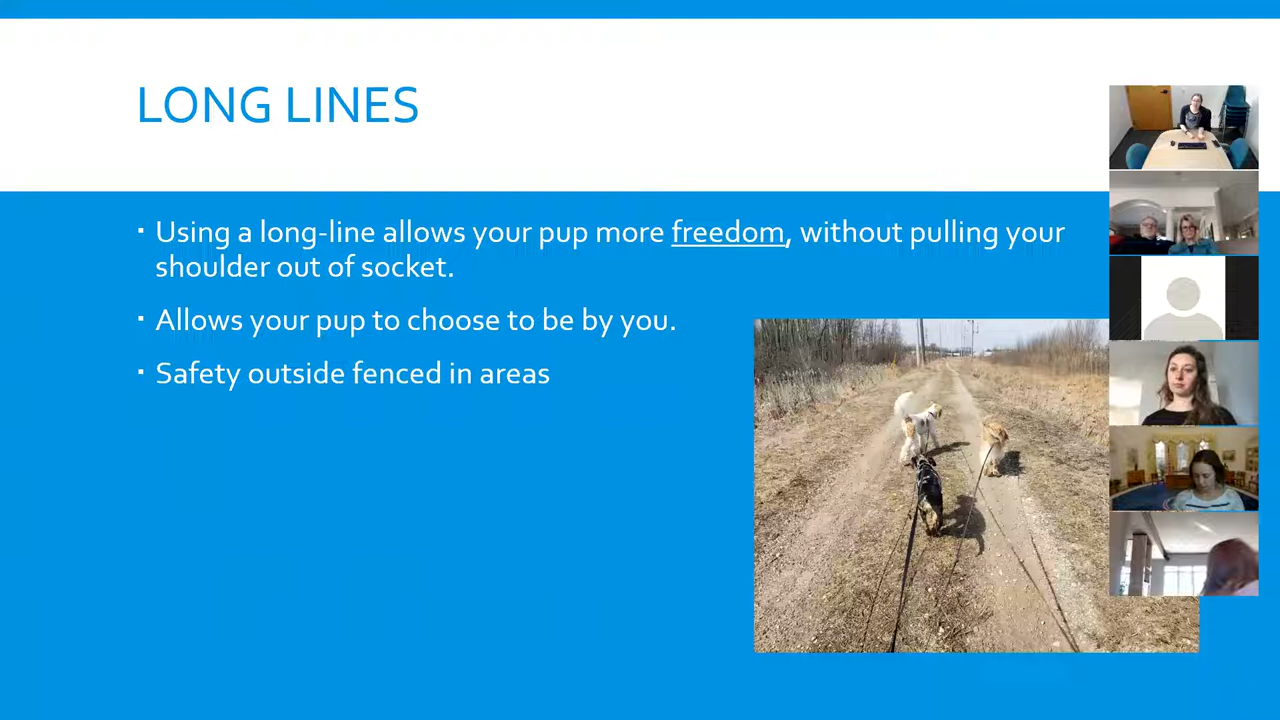 LONG LINES
Using a long-line allows your pup more freedom, without pulling your
shoulder out of socket.
Allows your pup to choose to be by you.
Safety outside fenced in areas